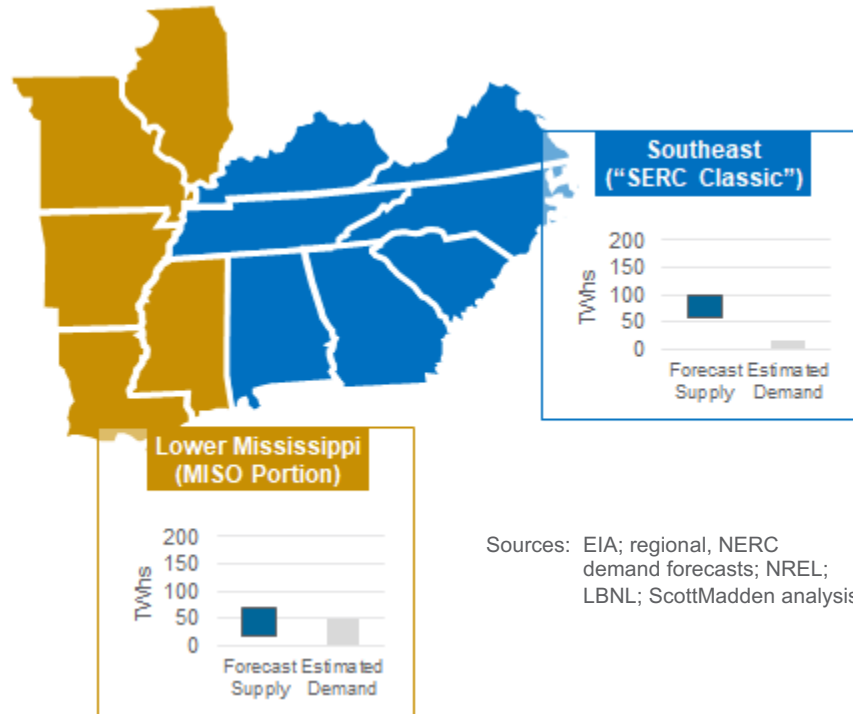 Southeast
("SERC Classic")
200
150
100
50
0
TWhs
Forecast Estimated
Supply Demand
Lower Mississippi
(MISO Portion)
200
150
100
50
0
TWhs
Forecast Estimated
Supply Demand
Sources: EIA; regional, NERC
demand forecasts; NREL;
LBNL; ScottMadden analysis